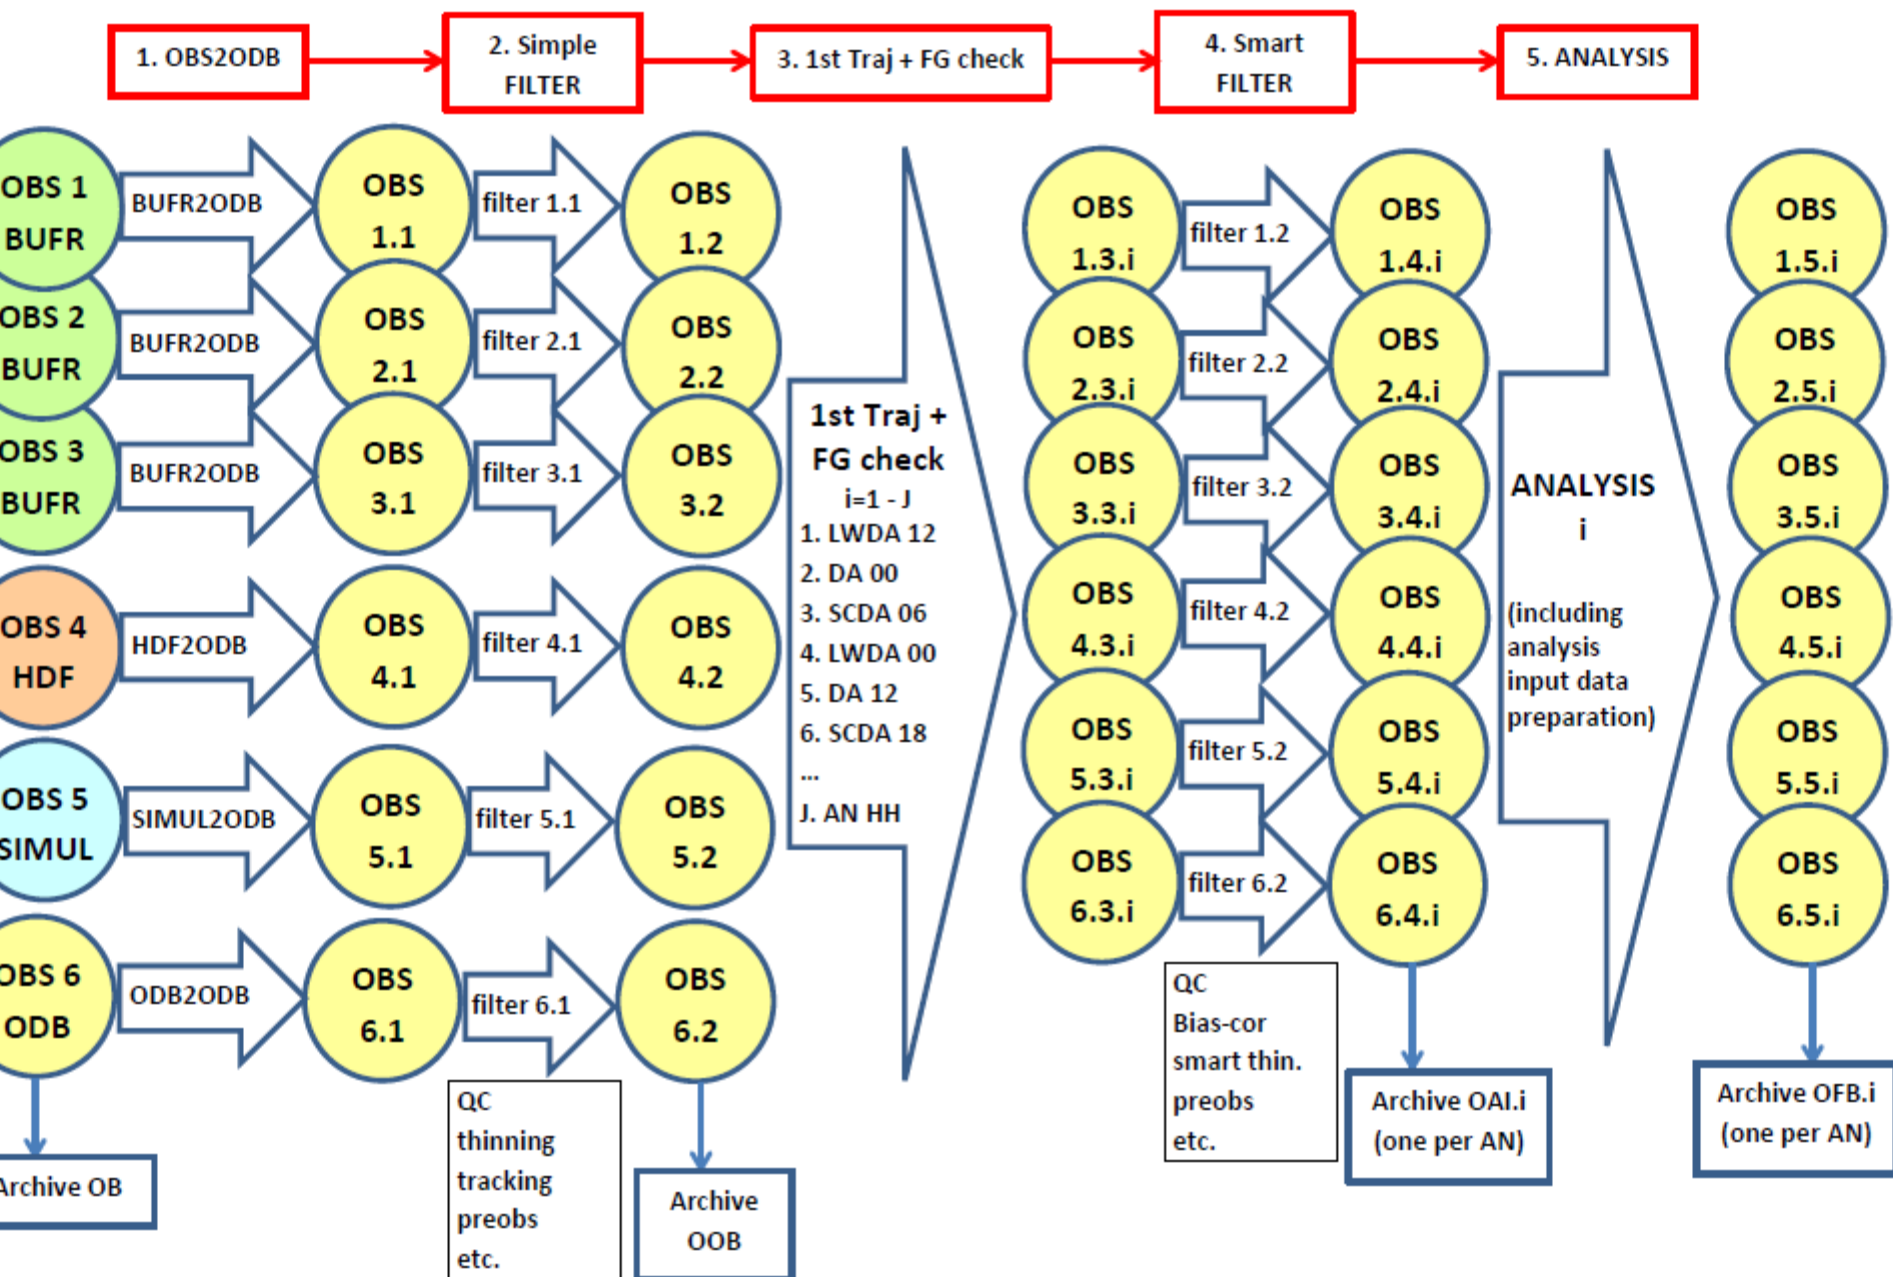 1. OBS2ODB
2. Simple
FILTER
3. 1st Traj + FG check
4. Smart
FILTER
5. ANALYSIS
OBS 1
BUFR
BUFR2ODB
OBS
1.1
filter 1.1
OBS
1.2
OBS 2
BUFR
BUFR2ODB
OBS
2.1
filter 2.1
OBS
2.2
OBS 3
BUFR
BUFR2ODB
OBS
3.1
filter 3.1
OBS
3.2
OBS 4
HDF
HDF2ODB
OBS
4.1
filter 4.1
OBS
4.2
OBS 5
SIMUL
SIMUL2ODB
OBS
5.1
filter 5.1
OBS
5.2
OBS 6
ODB
ODB2ODB
OBS
6.1
filter 6.1
OBS
6.2
Archive OB
QC
thinning
tracking
preobs
etc.
Archive
OOB
1st Traj +
FG check
i=1 - J
1. LWDA 12
2. DA 00
3. SCDA 06
4. LWDA 00
5. DA 12
6. SCDA 18
...
J. AN HH
OBS
1.3.i
filter 1.2
OBS
1.4.i
OBS
2.3.i
filter 2.2
OBS
2.4.i
OBS
3.3.i
filter 3.2
OBS
3.4.i
OBS
4.3.i
filter 4.2
OBS
4.4.i
OBS
5.3.i
filter 5.2
OBS
5.4.i
OBS
6.3.i
filter 6.2
OBS
6.4.i
QC
Bias-cor
smart thin.
preobs
etc.
Archive OAI.i
(one per AN)
ANALYSIS
i
(including
analysis
input data
preparation)
OBS
1.5.i
OBS
2.5.i
OBS
3.5.i
OBS
4.5.i
OBS
5.5.i
OBS
6.5.i
Archive OFB.i
(one per AN)